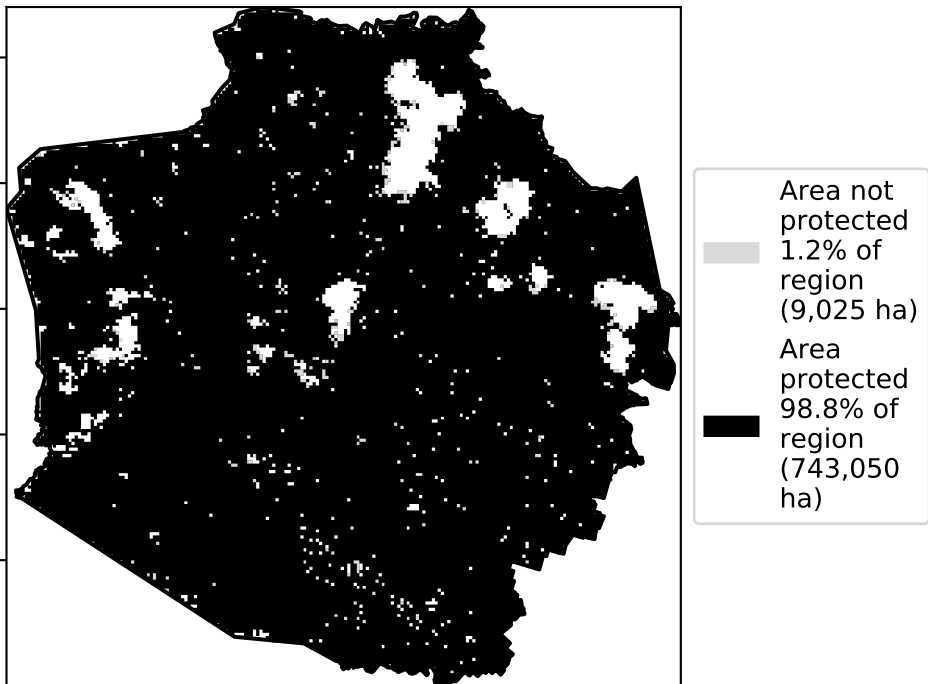 Area not
protected
1.2% of
region
(9,025 ha)
Area
protected
98.8% of
region
(743,050
ha)